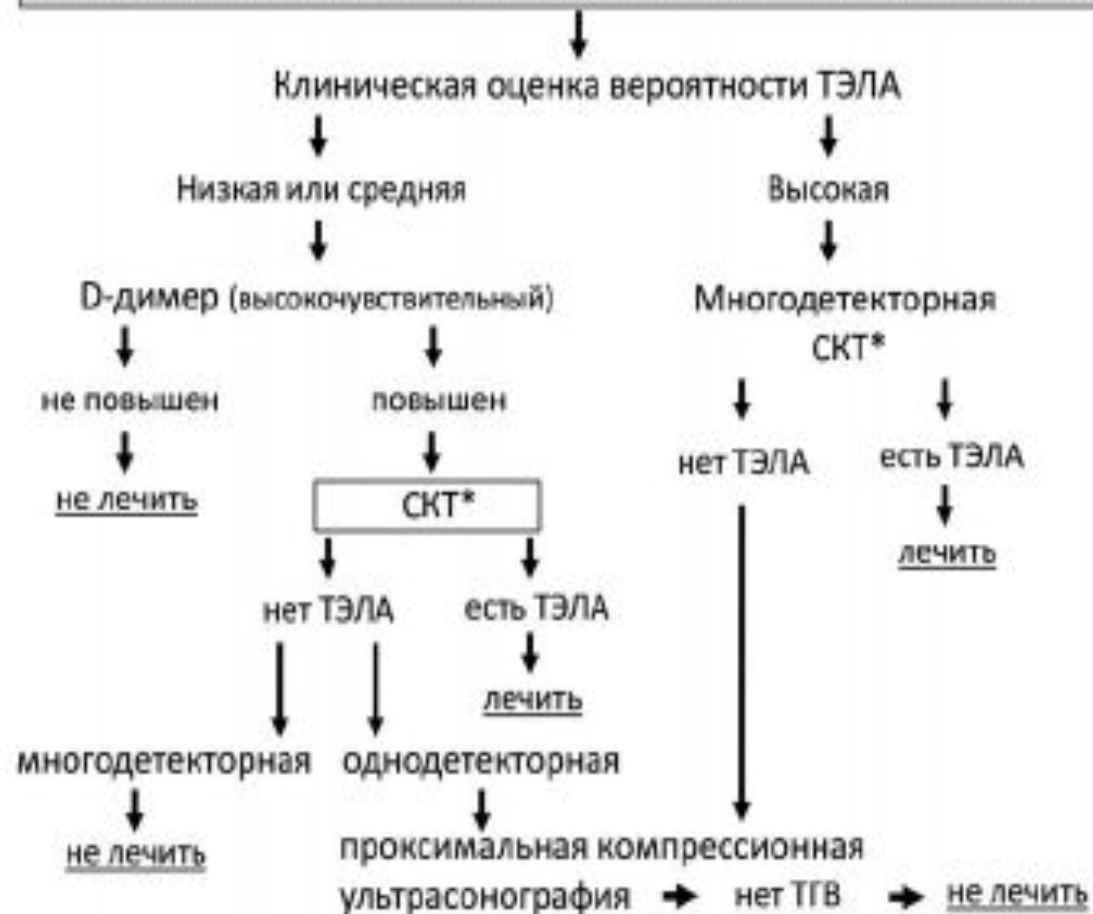 Клиническая оценка вероятности ТЭЛА
Низкая или средняя
Высокая
D-димер (высокочувствительный)
Многодетекторная
СКТ*
не повышен
повышен
нет ТЭЛА
есть ТЭЛА
не лечить
СКТ*
лечить
нет ТЭЛА
есть ТЭЛА
лечить
многодетекторная
однодетекторная
не лечить
проксимальная компрессионная
ультрасонография
нет ТГВ
не лечить